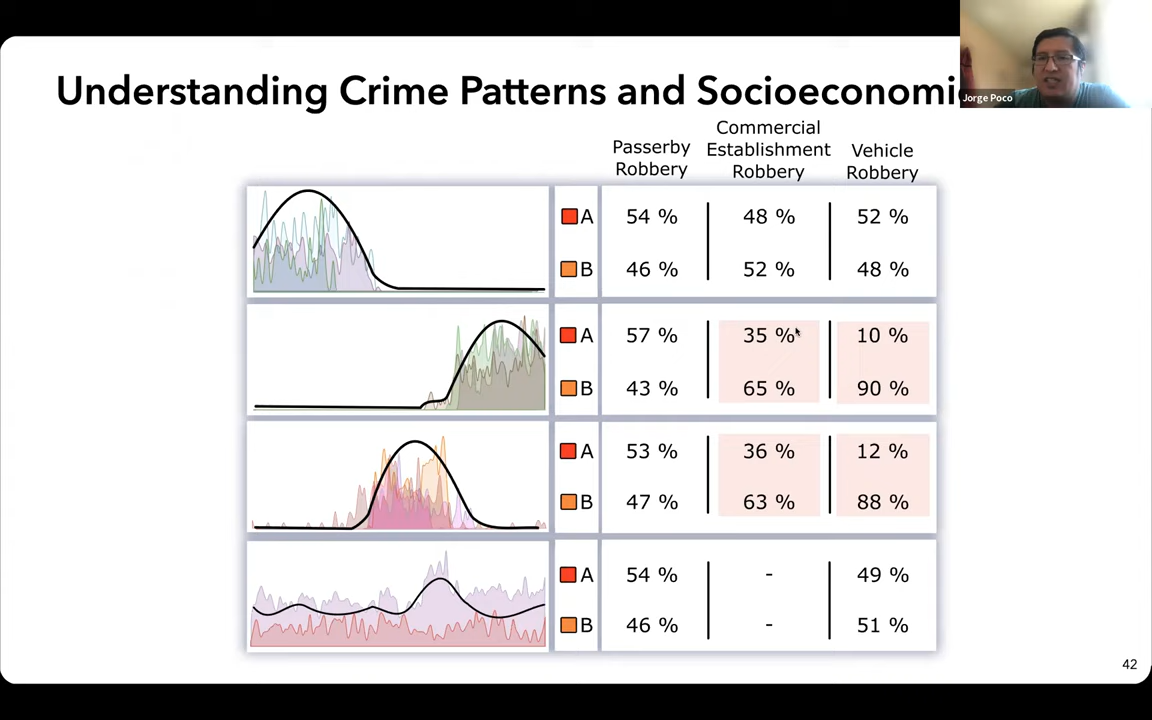 Understanding Crime Patterns and Socioeconomi
Jorge Poco
Passerby
Robbery
Commercial
Establishment
Robbery
Vehicle
Robbery
A 54 % 48 % 52 %
B 46 % 52 % 48 %
A 57 % 35 % 10 %
B 43 % 65 % 90 %
A 53 % 36 % 12 %
B 47 % 63 % 88 %
A 54 % - 49 %
B 46 % - 51 %
42